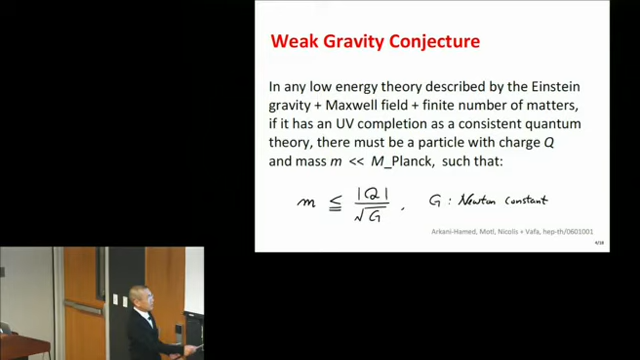 Weak Gravity Conjecture
In any low energy theory described by the Einstein
gravity + Maxwell field + finite number of matters,
if it has an UV completion as a consistent quantum
theory, there must be a particle with charge Q
and mass m << M_Planck, such that:
m ≦ |Q| / √G , G : Newton constant
Arkani-Hamed, Motl, Nicolis + Vafa, hep-th/0601001
4/18